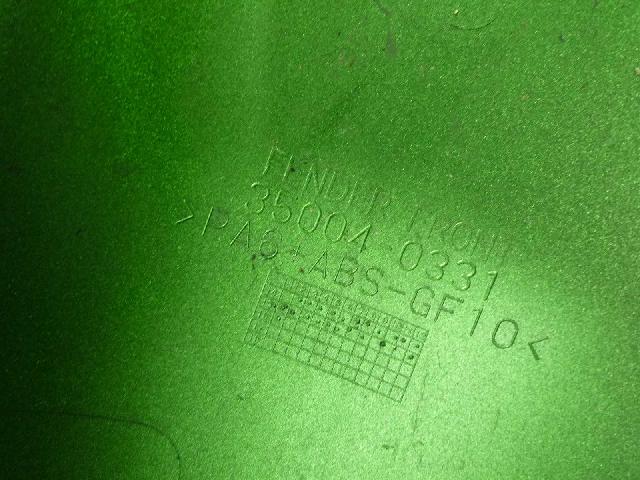 FENDER FRONT
35004 0331
>PA6+ABS-GF10<